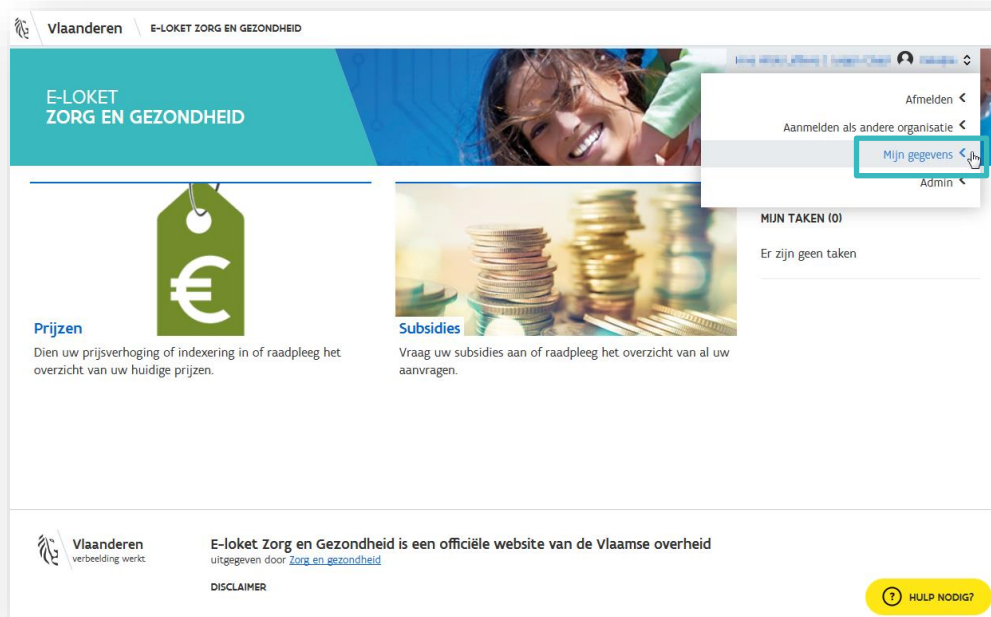 Vlaanderen E-LOKET ZORG EN GEZONDHEID
E-LOKET
ZORG EN GEZONDHEID
Afmelden
Aanmelden als andere organisatie
Mijn gegevens
Admin
MIJN TAKEN (0)
Er zijn geen taken
Prijzen
Dien uw prijsverhoging of indexering in of raadpleeg het
overzicht van uw huidige prijzen.
Subsidies
Vraag uw subsidies aan of raadpleeg het overzicht van al uw
aanvragen.
Vlaanderen
verbeelding werkt
E-loket Zorg en Gezondheid is een officiële website van de Vlaamse overheid
uitgegeven door Zorg en gezondheid
DISCLAIMER
? HULP NODIG?